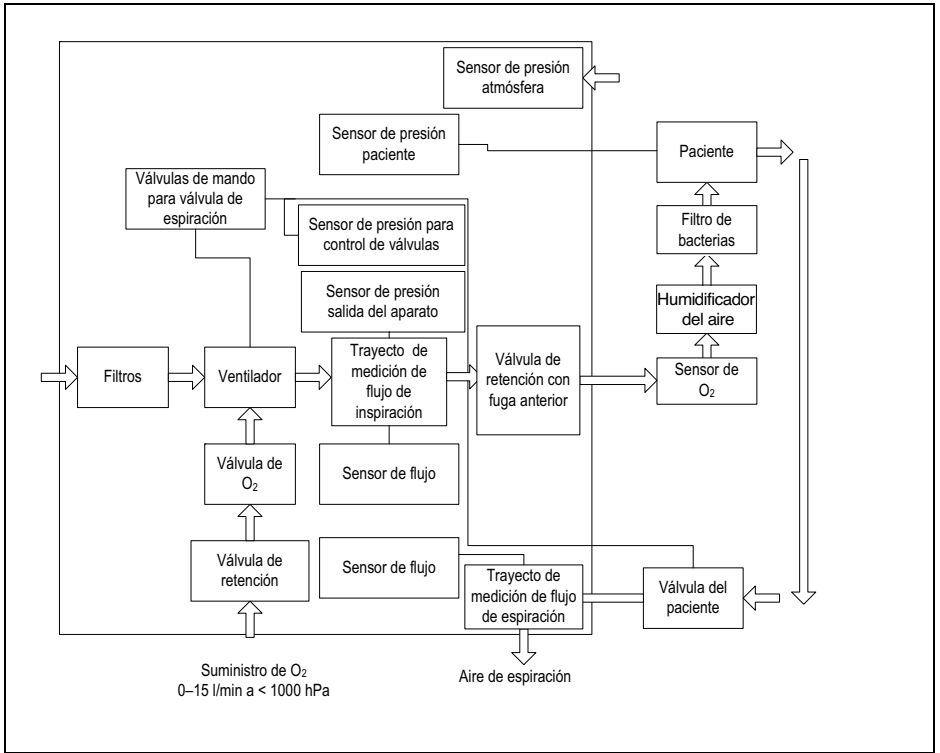 Sensor de presión
atmósfera
Sensor de presión
paciente
Paciente
Válvulas de mando
para válvula de
espiración
Sensor de presión para
control de válvulas
Filtro de
bacterias
Sensor de presión
salida del aparato
Humidificador
del aire
Filtros
Ventilador
Trayecto de
medición de
flujo de
inspiración
Válvula de
retención con
fuga anterior
Sensor de
O₂
Válvula de
O₂
Sensor de flujo
Válvula de
retención
Sensor de flujo
Trayecto de
medición de flujo
de espiración
Válvula del
paciente
Suministro de O₂
0–15 l/min a < 1000 hPa
Aire de espiración